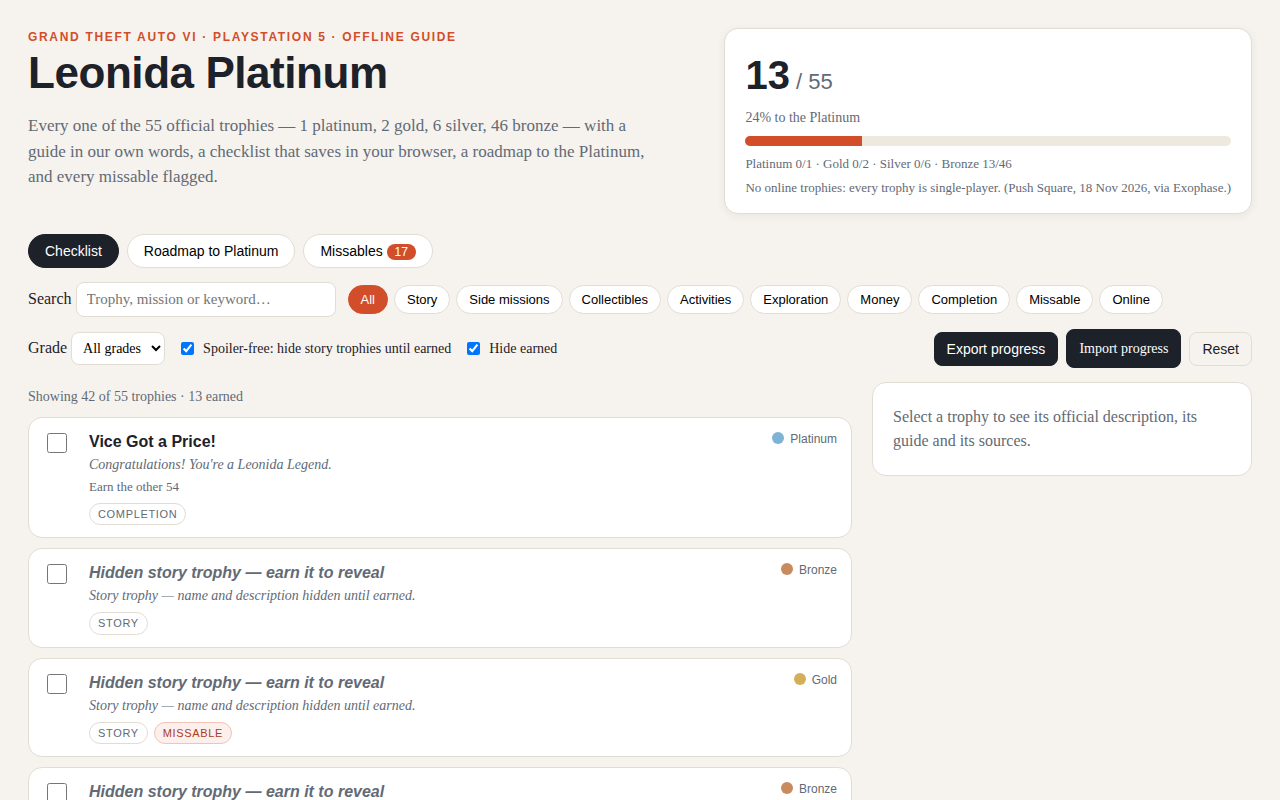 GRAND THEFT AUTO VI · PLAYSTATION 5 · OFFLINE GUIDE
Leonida Platinum
Every one of the 55 official trophies — 1 platinum, 2 gold, 6 silver, 46 bronze — with a
guide in our own words, a checklist that saves in your browser, a roadmap to the Platinum,
and every missable flagged.
13 / 55
24% to the Platinum
Platinum 0/1 · Gold 0/2 · Silver 0/6 · Bronze 13/46
No online trophies: every trophy is single-player. (Push Square, 18 Nov 2026, via Exophase.)
Checklist Roadmap to Platinum Missables 17
Search Trophy, mission or keyword… All Story Side missions Collectibles Activities Exploration Money Completion Missable Online
Grade All grades Spoiler-free: hide story trophies until earned Hide earned Export progress Import progress Reset
Showing 42 of 55 trophies · 13 earned
Select a trophy to see its official description, its
guide and its sources.
Vice Got a Price! Platinum
Congratulations! You're a Leonida Legend.
Earn the other 54
COMPLETION
Hidden story trophy — earn it to reveal Bronze
Story trophy — name and description hidden until earned.
STORY
Hidden story trophy — earn it to reveal Gold
Story trophy — name and description hidden until earned.
STORY MISSABLE
Hidden story trophy — earn it to reveal Bronze